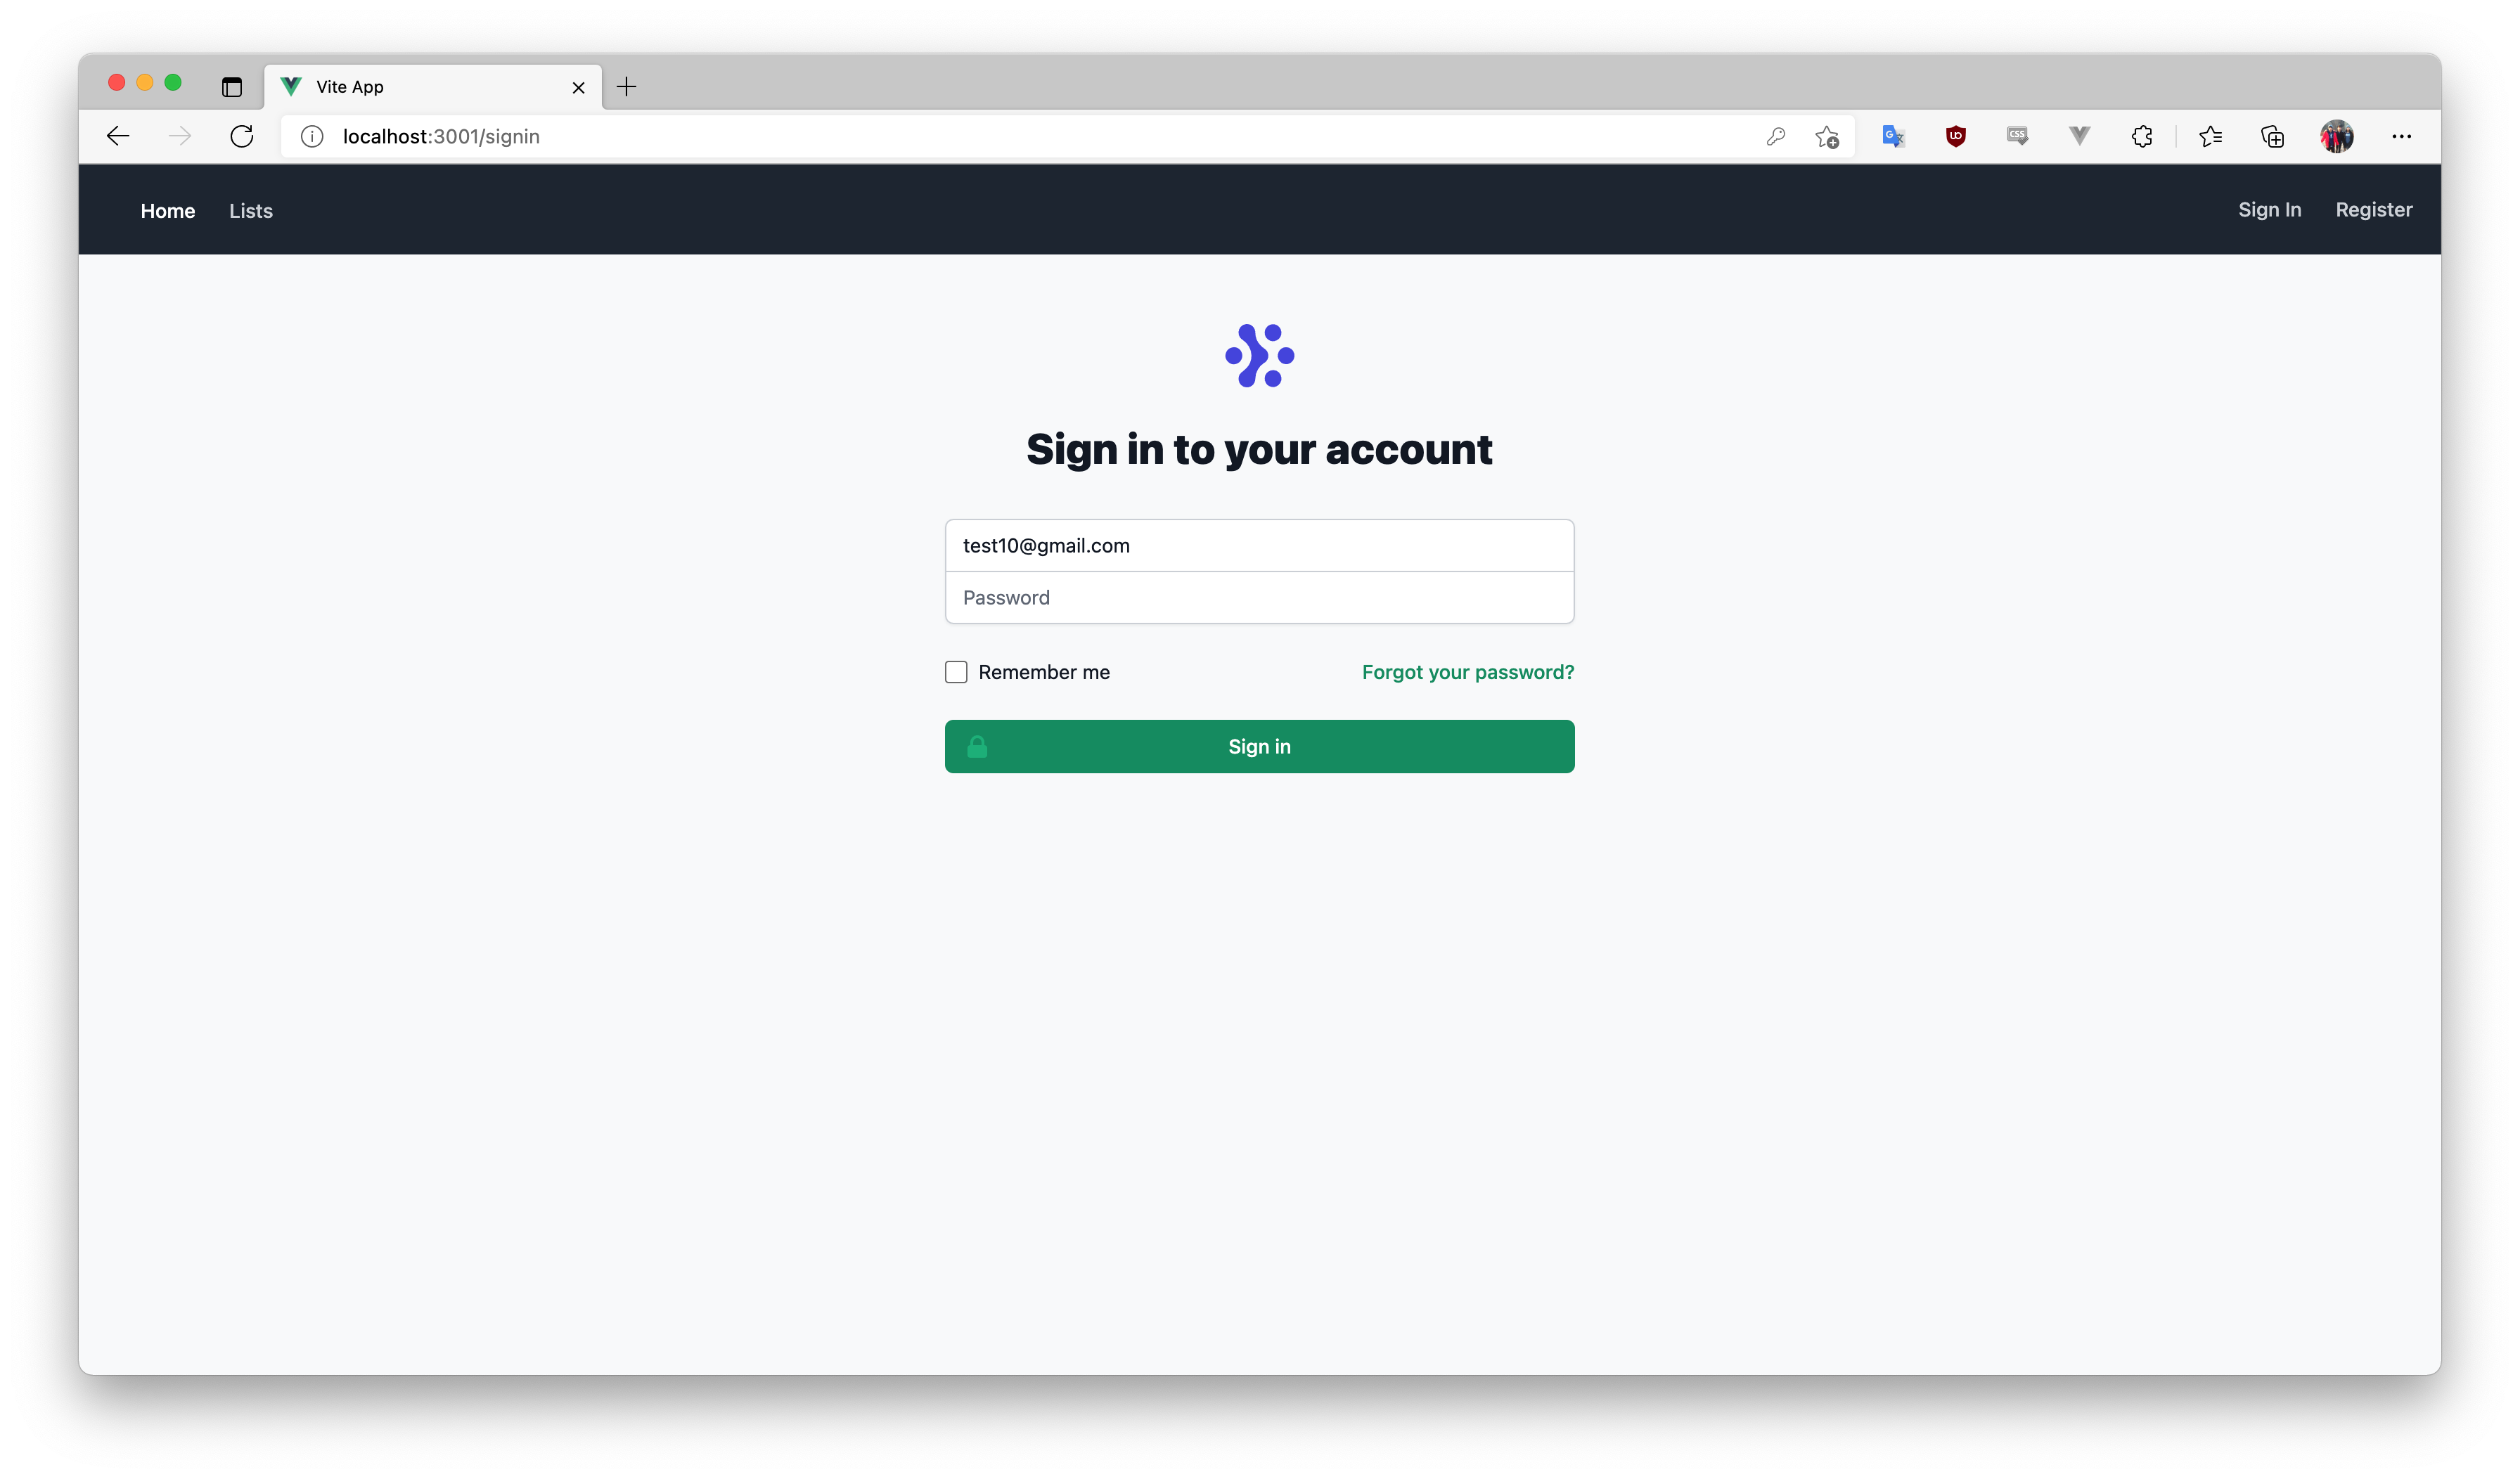 Vite App
localhost:3001/signin
CSS
Home Lists Sign In Register
Sign in to your account
test10@gmail.com
Password
Remember me Forgot your password?
Sign in